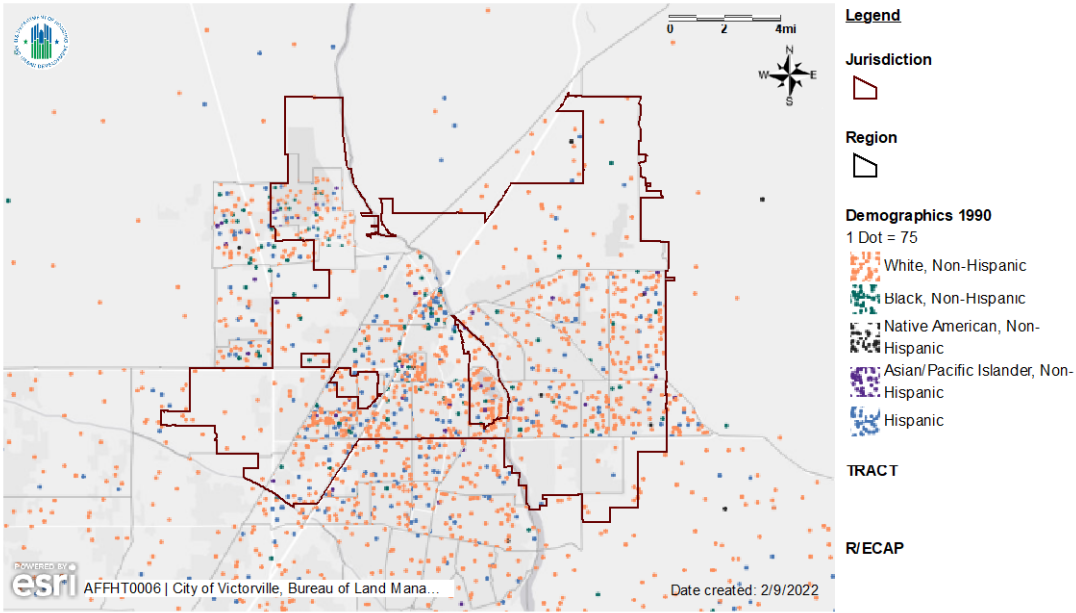 0 2 4mi
N
W E
S
POWERED BY
esri
AFFHT0006 | City of Victorville, Bureau of Land Mana…
Date created: 2/9/2022
Legend
Jurisdiction
Region
Demographics 1990
1 Dot = 75
White, Non-Hispanic
Black, Non-Hispanic
Native American, Non-
Hispanic
Asian/Pacific Islander, Non-
Hispanic
Hispanic
TRACT
R/ECAP